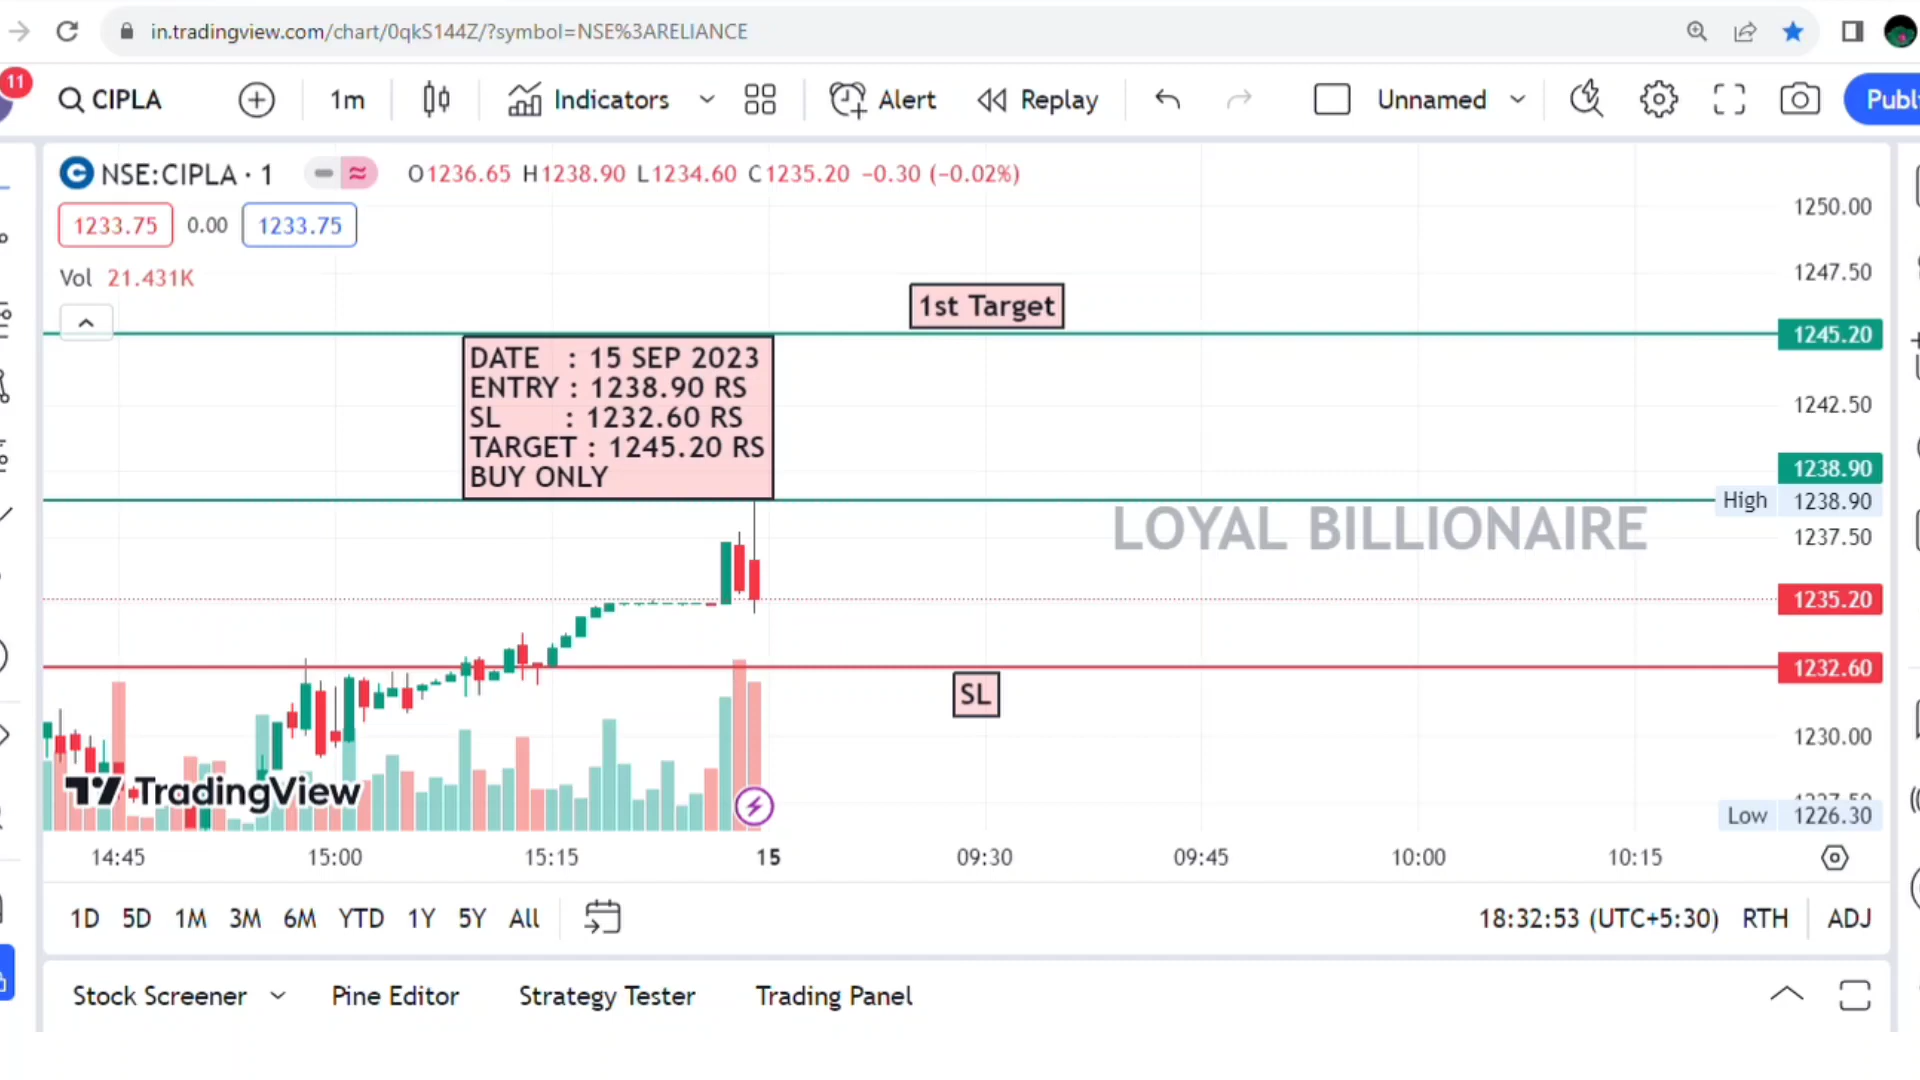 in.tradingview.com/chart/0qkS144Z/?symbol=NSE%3ARELIANCE
11
CIPLA
1m
Indicators
Alert
Replay
Unnamed
NSE:CIPLA · 1
O1236.65 H1238.90 L1234.60 C1235.20 −0.30 (−0.02%)
1233.75 0.00 1233.75
Vol 21.431K
1250.00
1247.50
1st Target
1245.20
DATE : 15 SEP 2023
ENTRY : 1238.90 RS
SL : 1232.60 RS
TARGET : 1245.20 RS
BUY ONLY
1242.50
1238.90
High 1238.90
LOYAL BILLIONAIRE
1237.50
1235.20
1232.60
SL
1230.00
TradingView
Low 1226.30
14:45 15:00 15:15 15 09:30 09:45 10:00 10:15
1D 5D 1M 3M 6M YTD 1Y 5Y All
18:32:53 (UTC+5:30) RTH ADJ
Stock Screener Pine Editor Strategy Tester Trading Panel